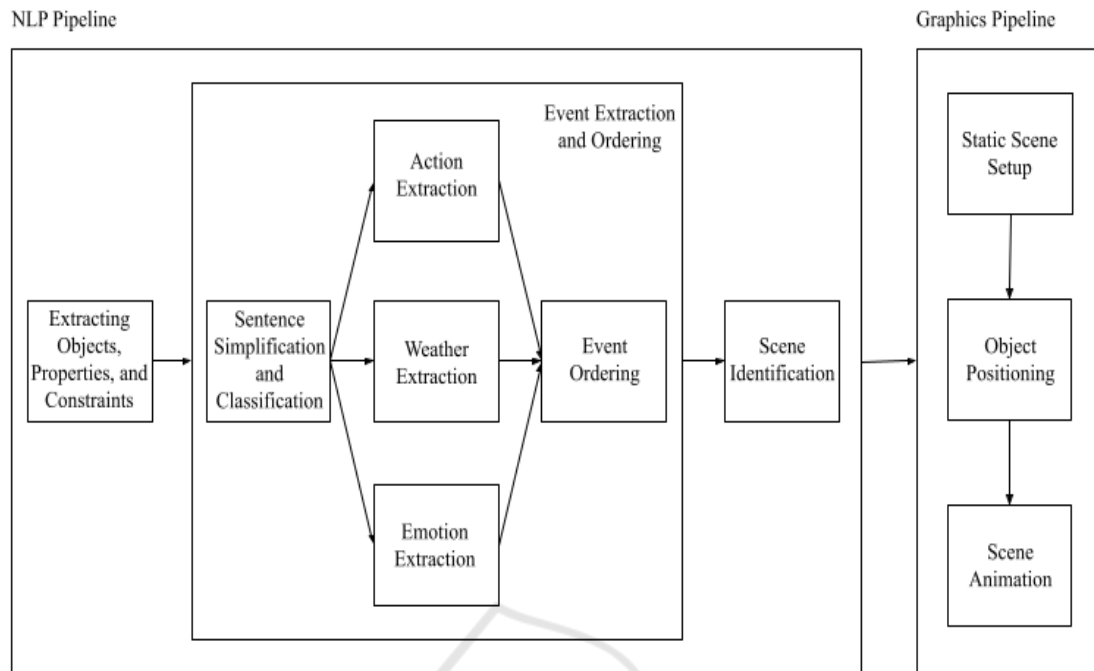 NLP Pipeline
Graphics Pipeline
Event Extraction
and Ordering
Action
Extraction
Static Scene
Setup
Extracting
Objects,
Properties, and
Constraints
Sentence
Simplification
and
Classification
Weather
Extraction
Event
Ordering
Scene
Identification
Object
Positioning
Emotion
Extraction
Scene
Animation